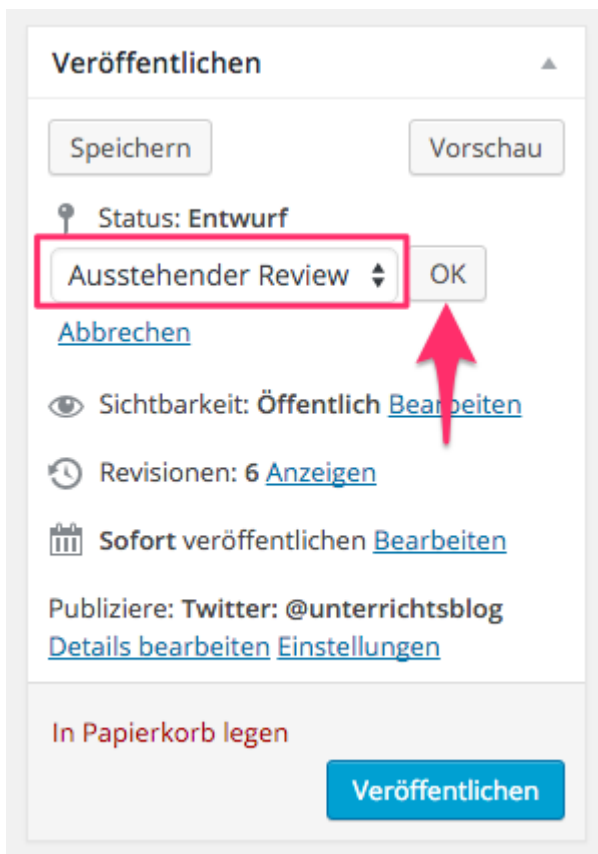 Veröffentlichen
Speichern Vorschau
Status: Entwurf
Ausstehender Review OK
Abbrechen
Sichtbarkeit: Öffentlich Bearbeiten
Revisionen: 6 Anzeigen
Sofort veröffentlichen Bearbeiten
Publiziere: Twitter: @unterrichtsblog
Details bearbeiten Einstellungen
In Papierkorb legen
Veröffentlichen